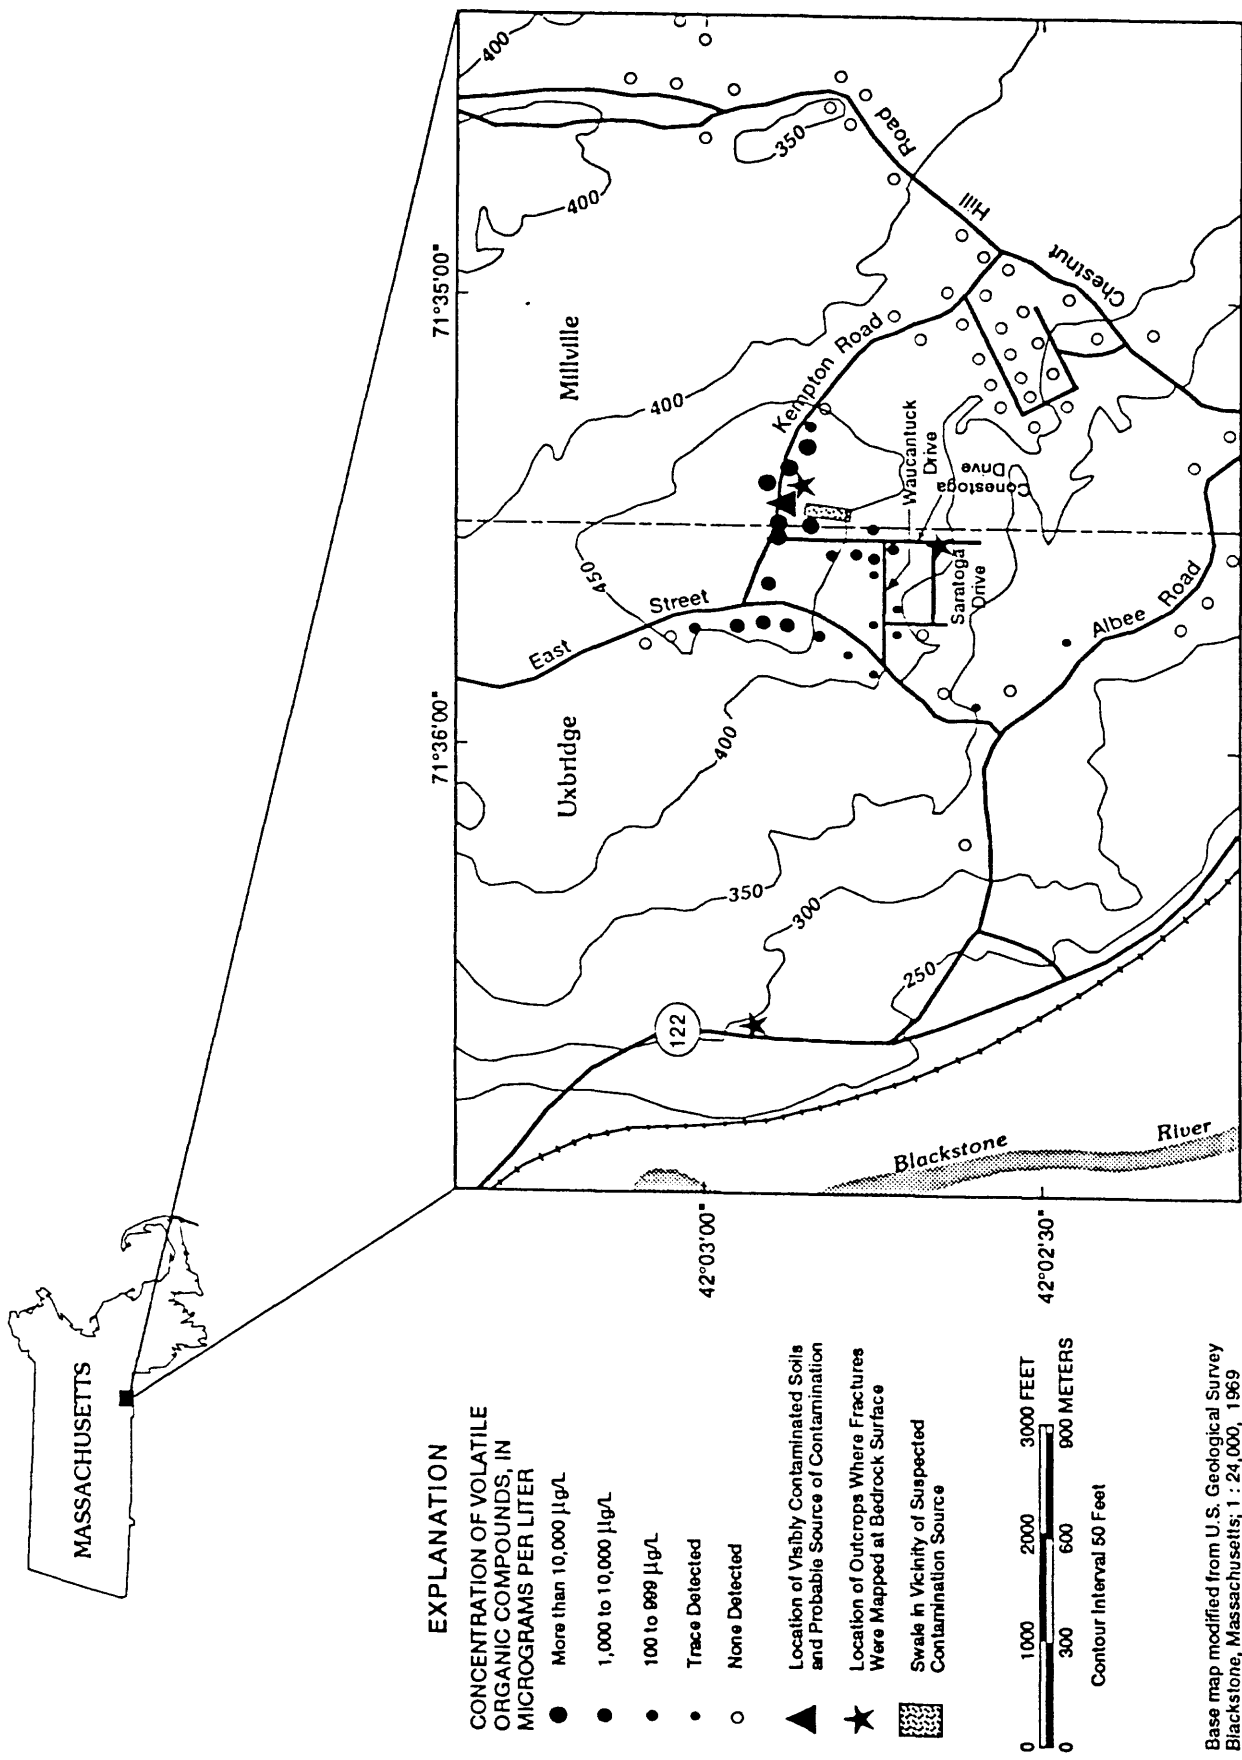 MASSACHUSETTS
71°36'00"
71°35'00"
42°03'00"
42°02'30"
Uxbridge
Millville
400
400
350
400
450
400
350
300
250
122
East
Street
Kempton Road
Chestnut
Hill
Road
Waucantuck
Drive
Conestoga
Drive
Saratoga
Drive
Albee Road
Blackstone
River
EXPLANATION
CONCENTRATION OF VOLATILE
ORGANIC COMPOUNDS, IN
MICROGRAMS PER LITER
More than 10,000 µg/L
1,000 to 10,000 µg/L
100 to 999 µg/L
Trace Detected
None Detected
Location of Visibly Contaminated Soils
and Probable Source of Contamination
Location of Outcrops Where Fractures
Were Mapped at Bedrock Surface
Swale in Vicinity of Suspected
Contamination Source
0 1000 2000 3000 FEET
0 300 600 900 METERS
Contour Interval 50 Feet
Base map modified from U.S. Geological Survey
Blackstone, Massachusetts; 1 : 24,000, 1969